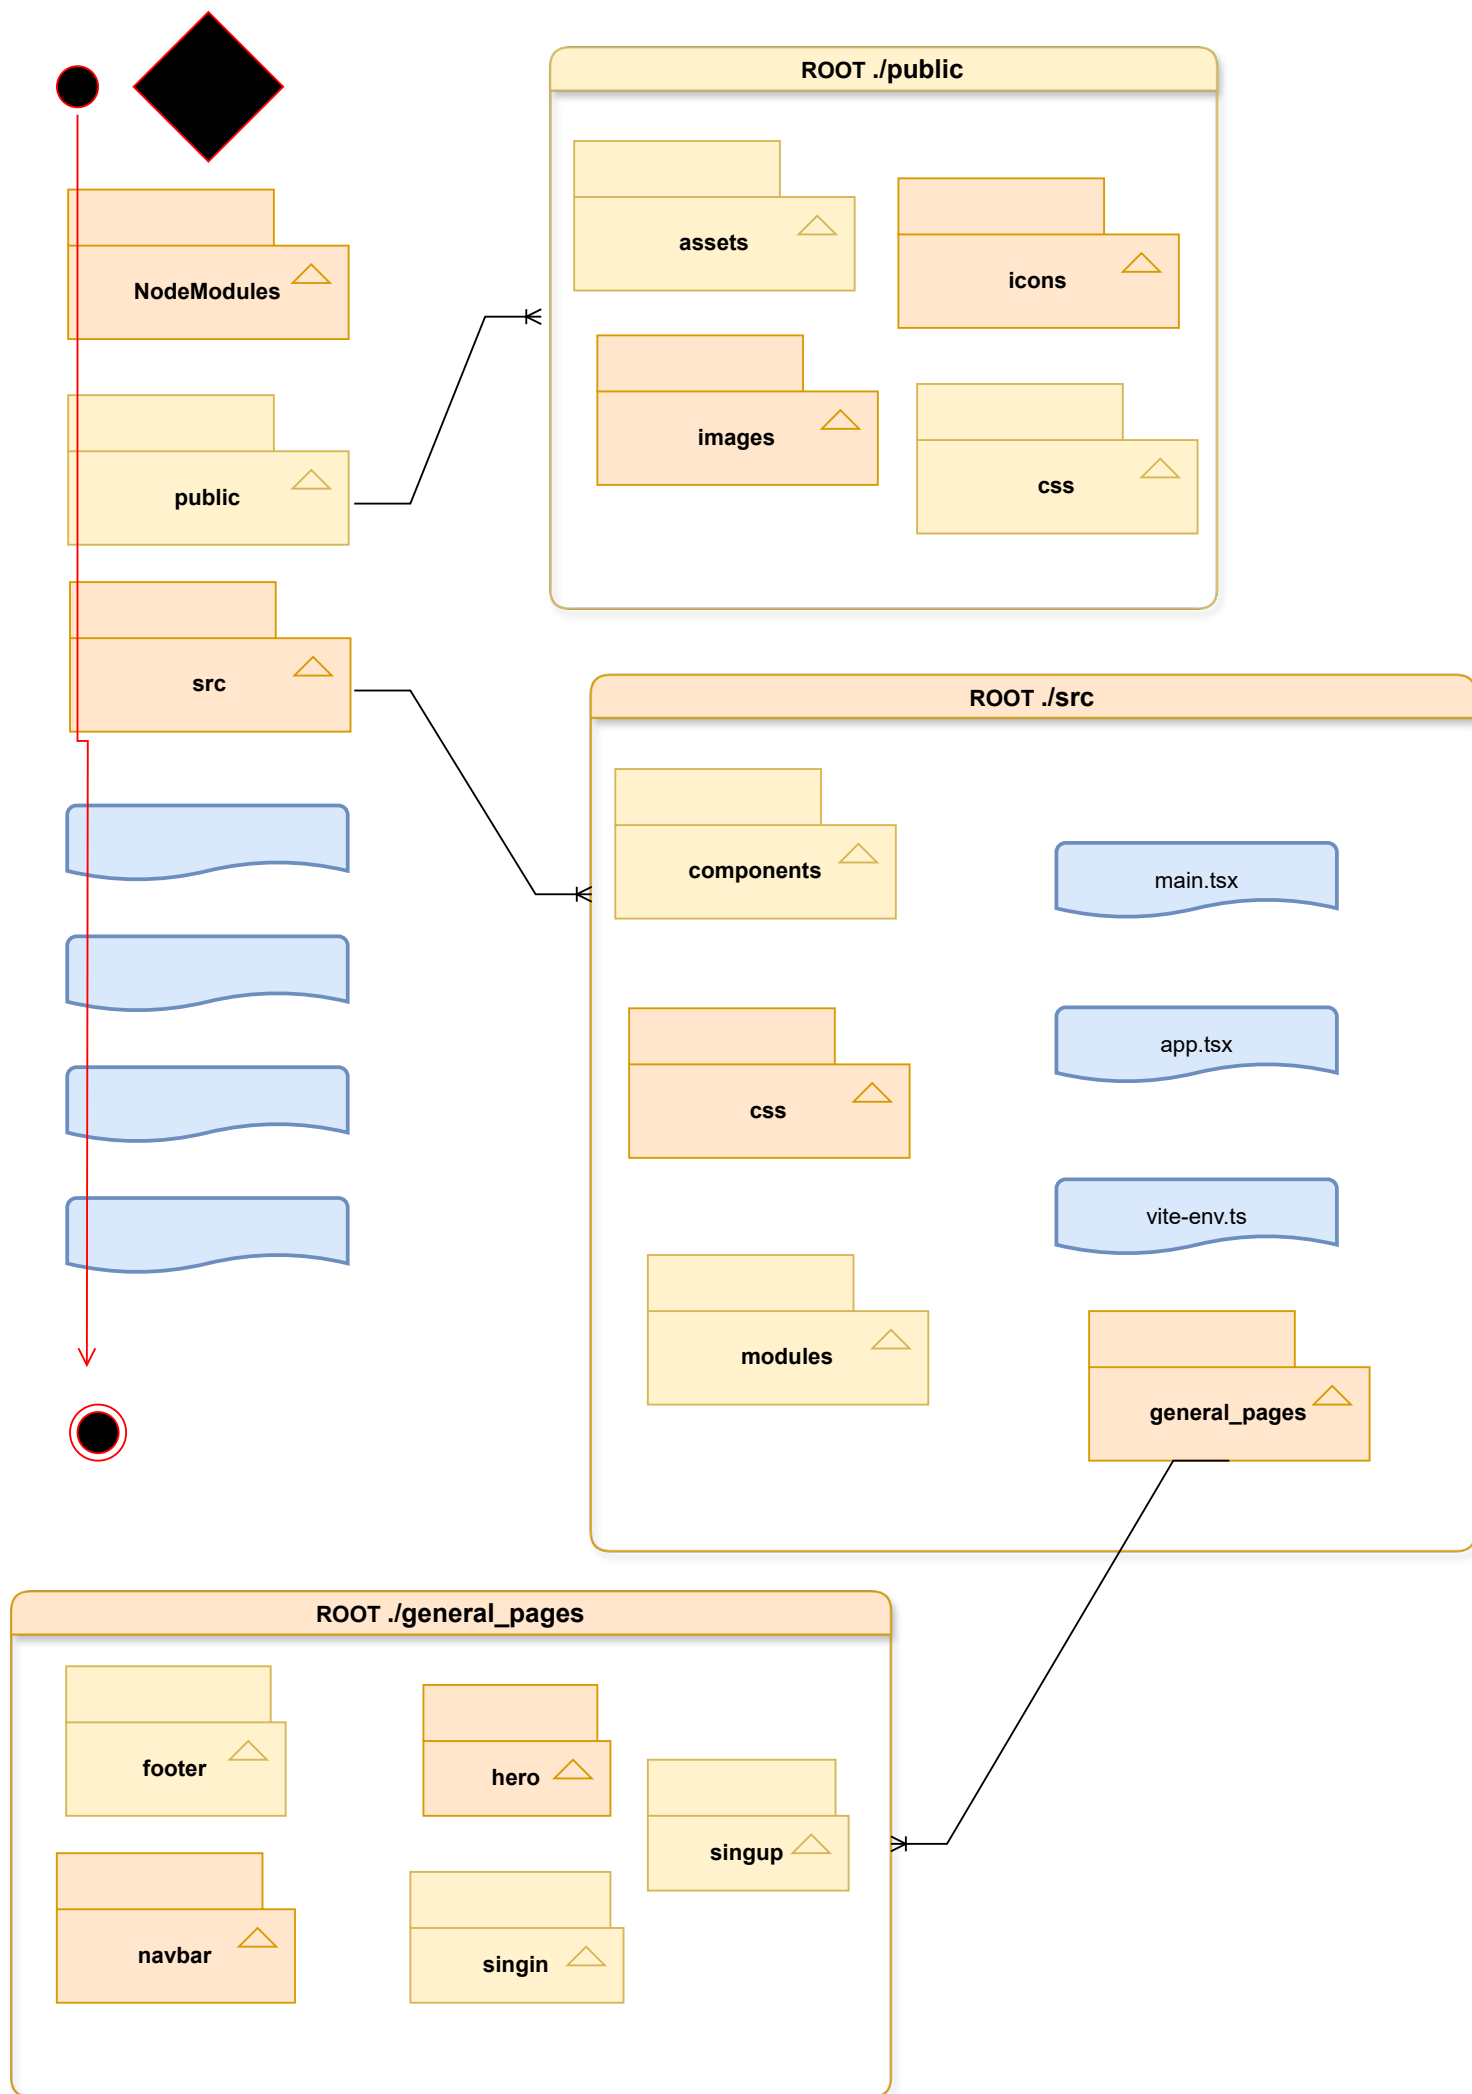 ROOT ./public
assets
icons
NodeModules
images
css
public
src
ROOT ./src
components
main.tsx
app.tsx
css
vite-env.ts
modules
general_pages
ROOT ./general_pages
footer
hero
singup
navbar
singin